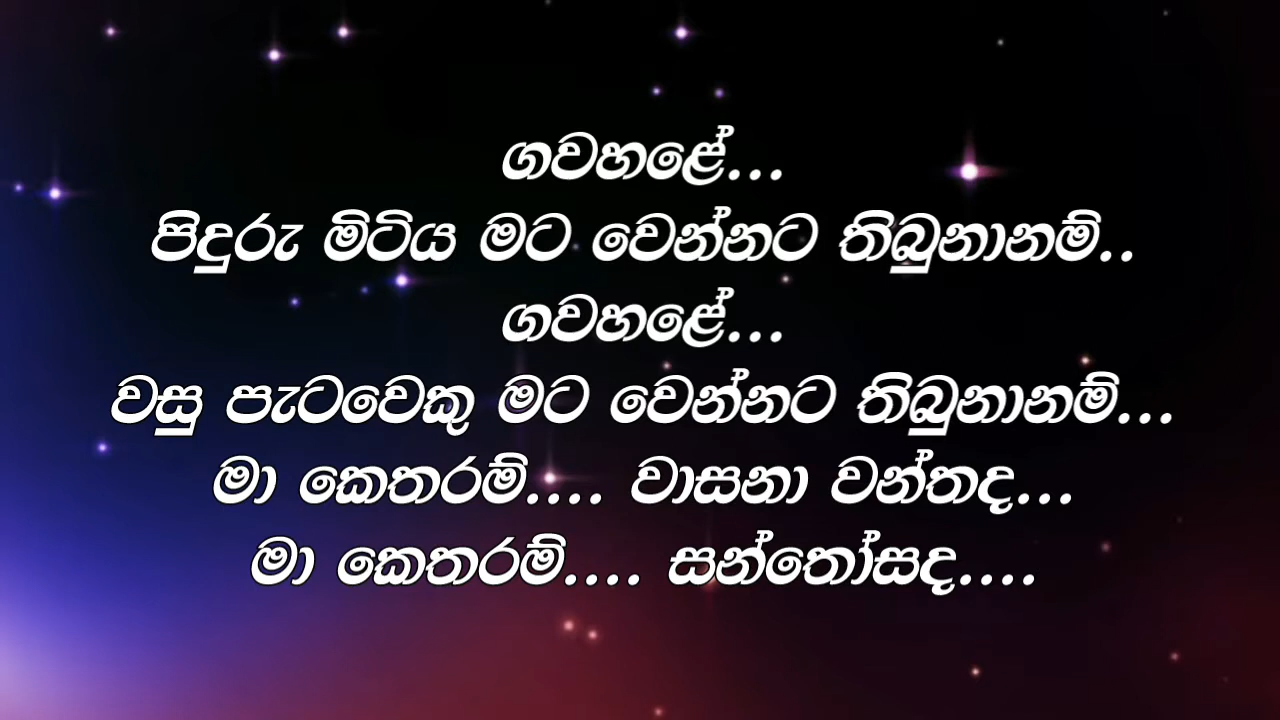 ගවහළේ...
පිදුරු මිටිය මට වෙන්නට තිබුනානම්..
ගවහළේ...
වසු පැටවෙකු මට වෙන්නට තිබුනානම්...
මා කෙතරම්.... වාසනා වන්තද...
මා කෙතරම්.... සන්තෝසද....